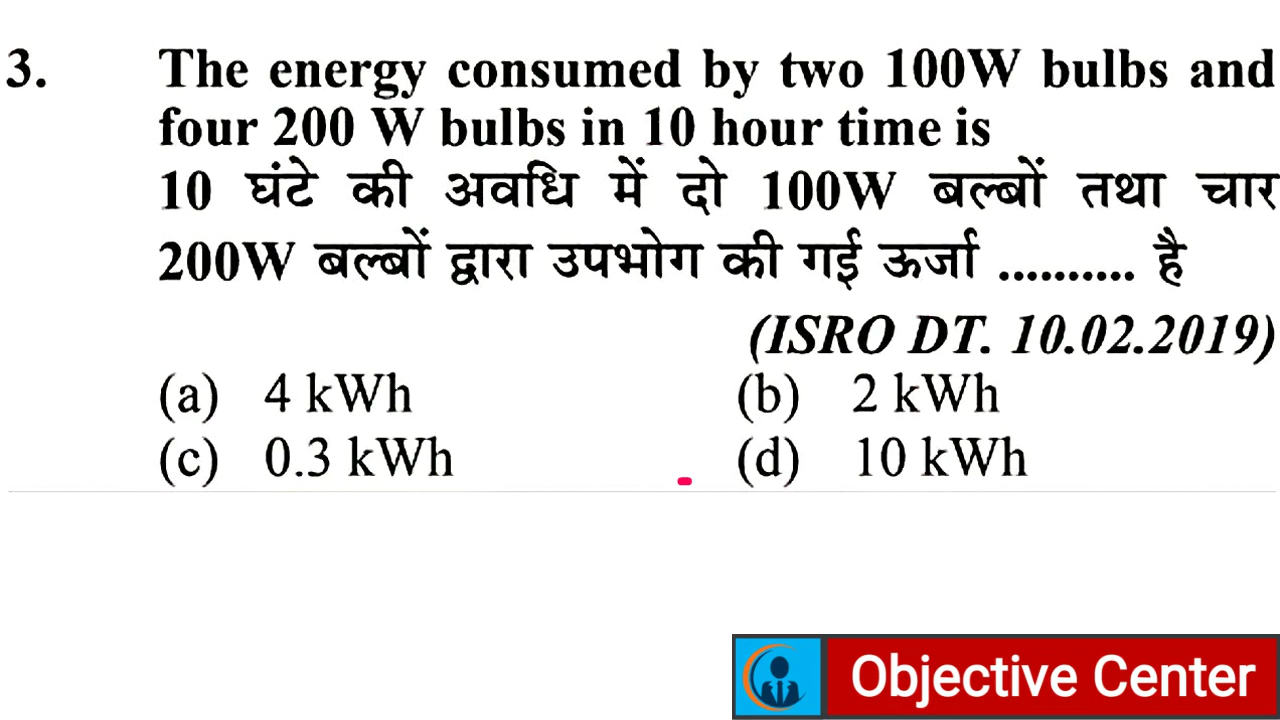 3. The energy consumed by two 100W bulbs and
four 200 W bulbs in 10 hour time is
10 घंटे की अवधि में दो 100W बल्बों तथा चार
200W बल्बों द्वारा उपभोग की गई ऊर्जा .......... है
(ISRO DT. 10.02.2019)
(a) 4 kWh (b) 2 kWh
(c) 0.3 kWh (d) 10 kWh
Objective Center